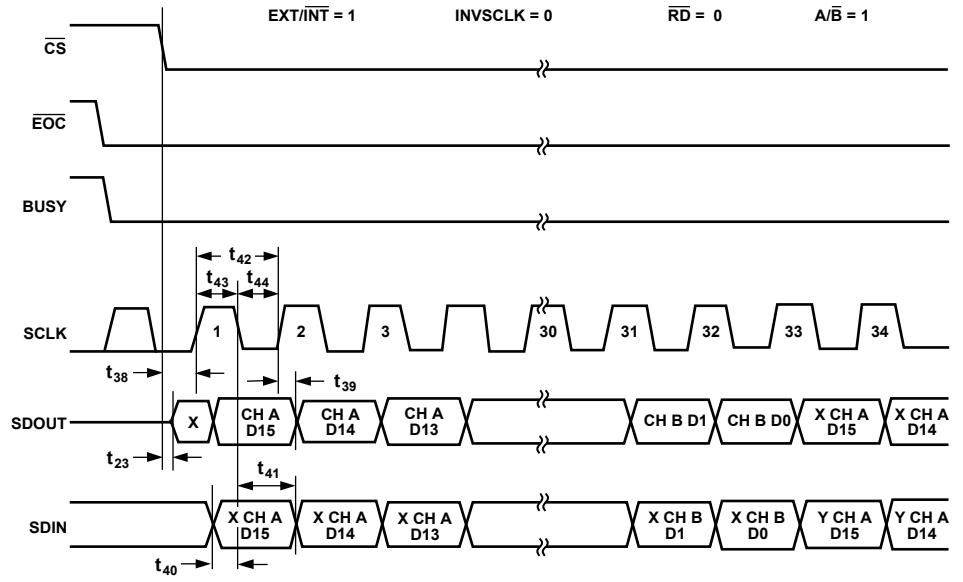 EXT/INT = 1 INVSCLK = 0 RD = 0 A/B = 1
CS
EOC
BUSY
t42
t43 t44
SCLK 1 2 3 30 31 32 33 34
t38
t39
SDOUT X CH A D15 CH A D14 CH A D13 CH B D1 CH B D0 X CH A D15 X CH A D14
t23
t41
SDIN X CH A D15 X CH A D14 X CH A D13 X CH B D1 X CH B D0 Y CH A D15 Y CH A D14
t40